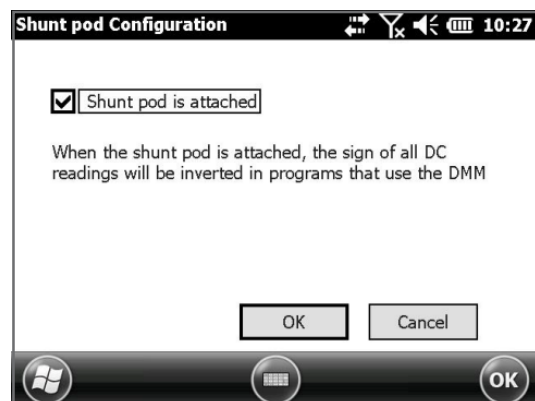 Shunt pod Configuration 10:27
Shunt pod is attached
When the shunt pod is attached, the sign of all DC
readings will be inverted in programs that use the DMM
OK Cancel
OK